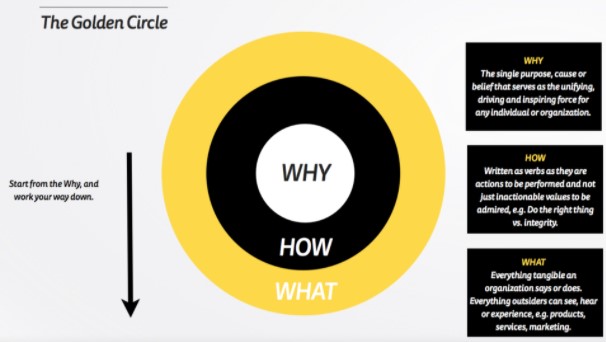 The Golden Circle
Start from the Why, and
work your way down.
WHY
HOW
WHAT
WHY
The single purpose, cause or
belief that serves as the unifying,
driving and inspiring force for
any individual or organization.
HOW
Written as verbs as they are
actions to be performed and not
just inactionable values to be
admired, e.g. Do the right thing
vs. integrity.
WHAT
Everything tangible an
organization says or does.
Everything outsiders can see, hear
or experience, e.g. products,
services, marketing.